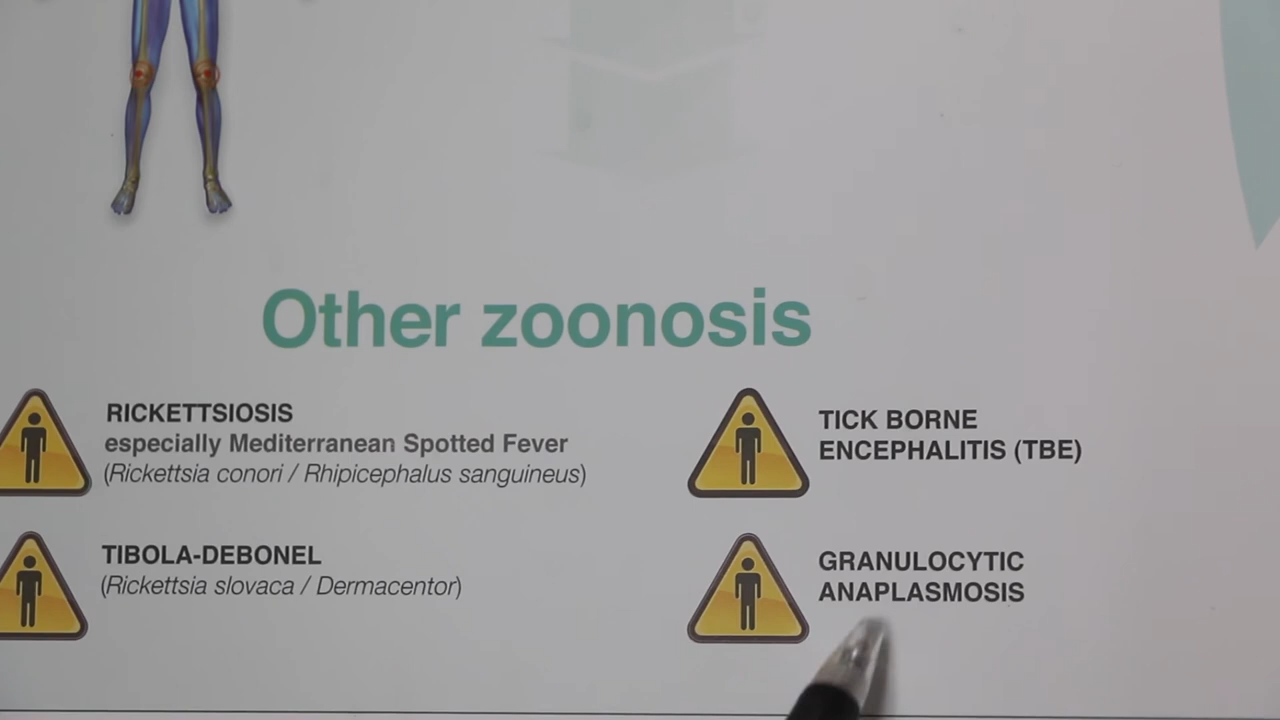 Other zoonosis
RICKETTSIOSIS
especially Mediterranean Spotted Fever
(Rickettsia conori / Rhipicephalus sanguineus)
TIBOLA-DEBONEL
(Rickettsia slovaca / Dermacentor)
TICK BORNE
ENCEPHALITIS (TBE)
GRANULOCYTIC
ANAPLASMOSIS